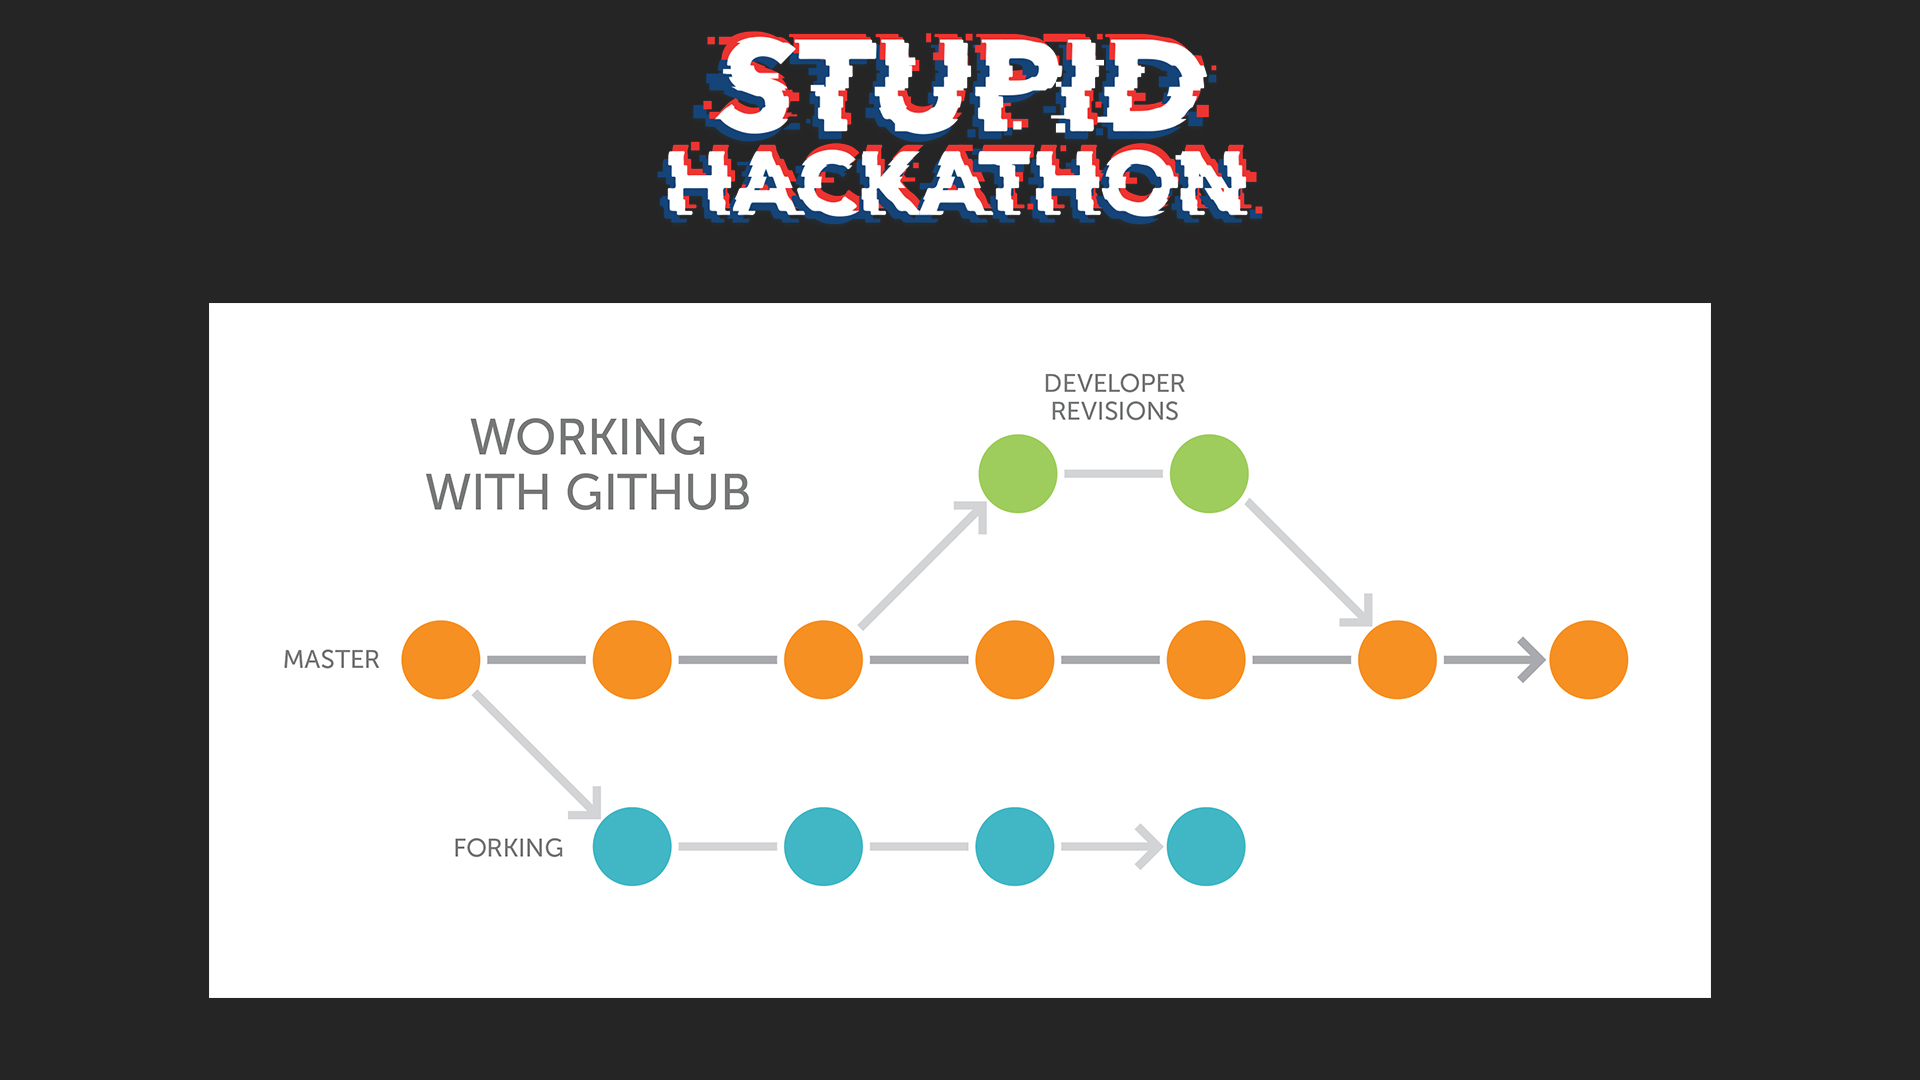 STUPID
HACKATHON
WORKING
WITH GITHUB
DEVELOPER
REVISIONS
MASTER
FORKING